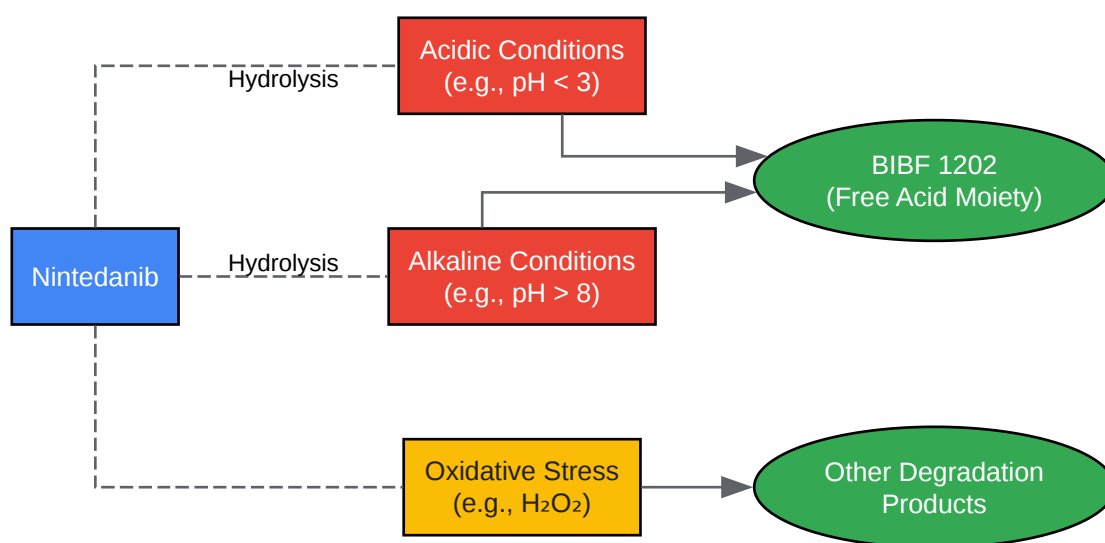 Acidic Conditions
(e.g., pH < 3)
Hydrolysis
BIBF 1202
(Free Acid Moiety)
Nintedanib
Hydrolysis
Alkaline Conditions
(e.g., pH > 8)
Oxidative Stress
(e.g., H₂O₂)
Other Degradation
Products